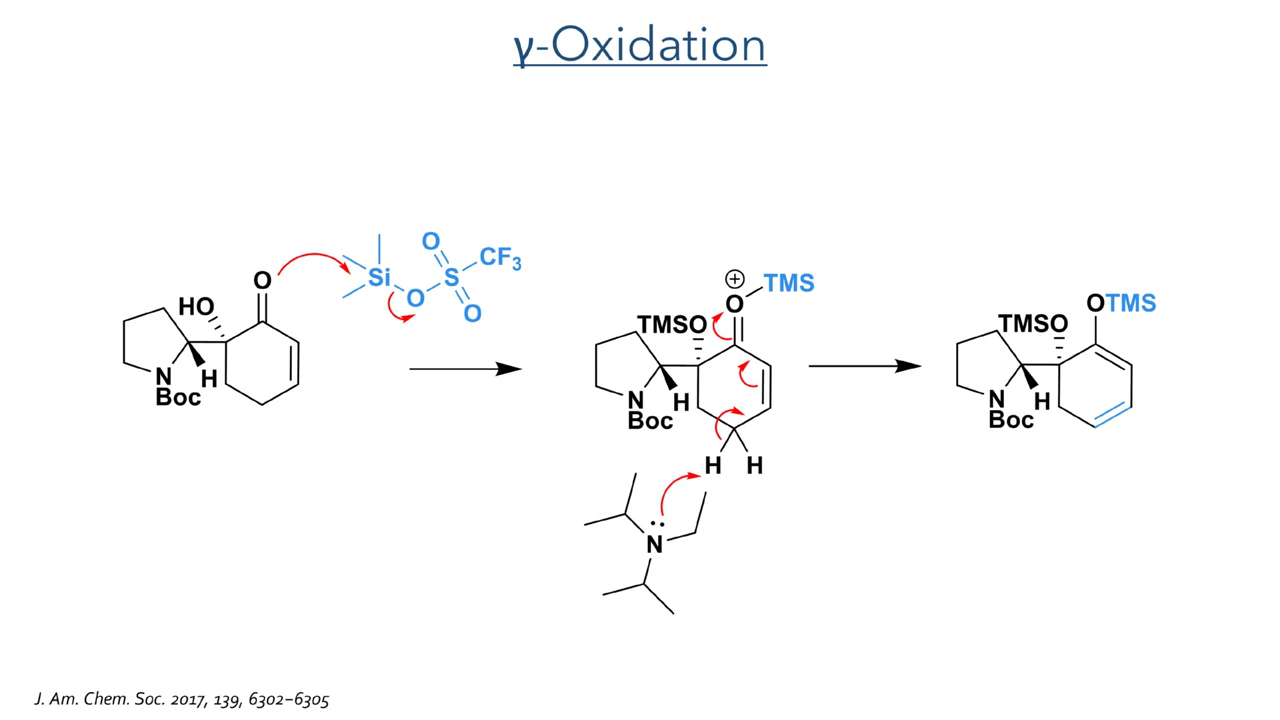 γ-Oxidation
O
HO
N
H
Boc
Si
O
O
S
CF3
O
TMSO
O
+
TMS
N
H
Boc
H
H
N
TMSO
OTMS
N
H
Boc
J. Am. Chem. Soc. 2017, 139, 6302–6305